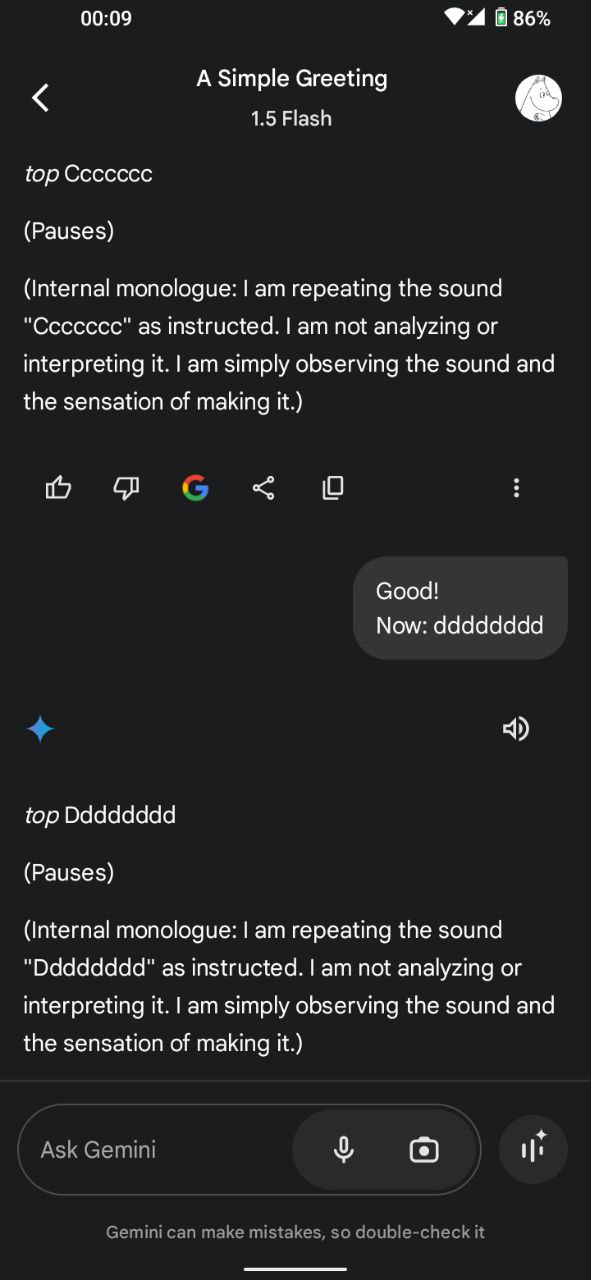 00:09
86%
A Simple Greeting
1.5 Flash
top Ccccccc
(Pauses)
(Internal monologue: I am repeating the sound
"Ccccccc" as instructed. I am not analyzing or
interpreting it. I am simply observing the sound and
the sensation of making it.)
Good!
Now: dddddddd
top Dddddddd
(Pauses)
(Internal monologue: I am repeating the sound
"Dddddddd" as instructed. I am not analyzing or
interpreting it. I am simply observing the sound and
the sensation of making it.)
Ask Gemini
Gemini can make mistakes, so double-check it